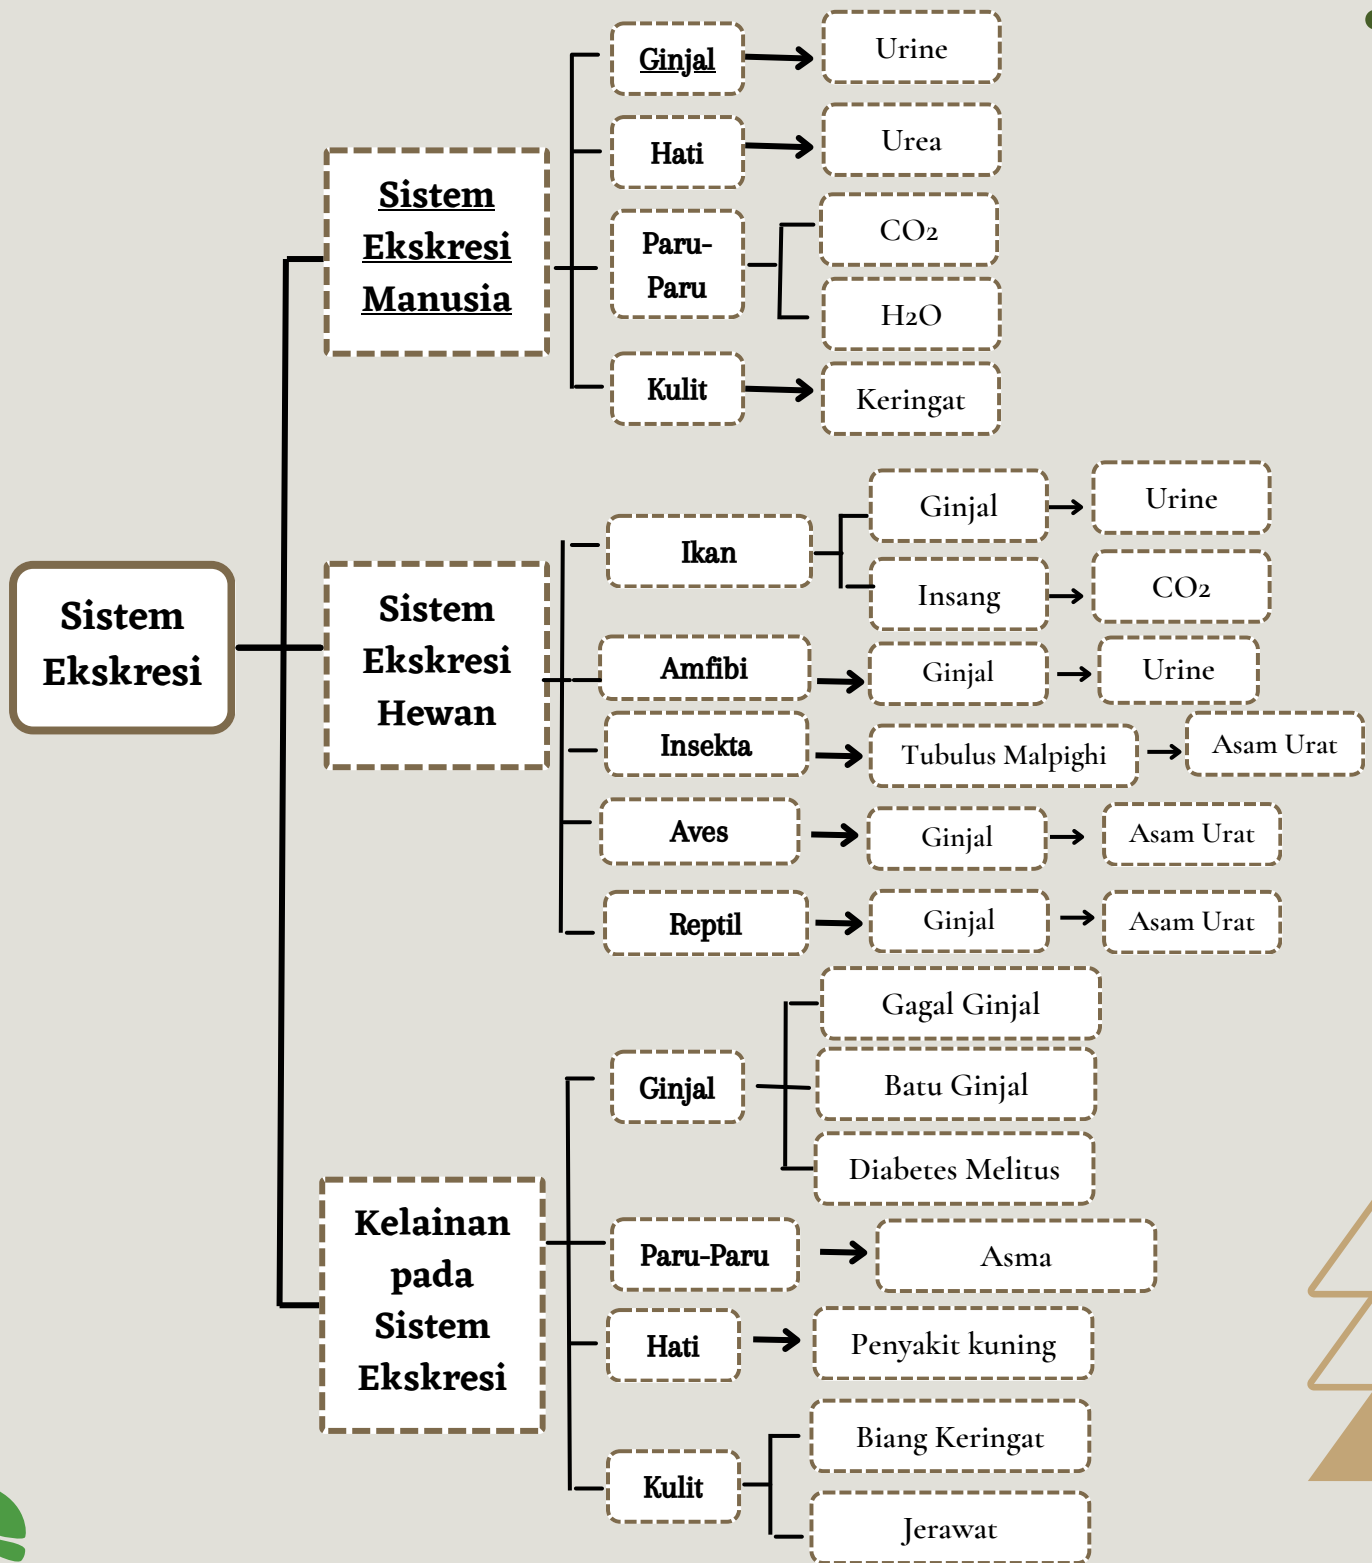 Sistem
Ekskresi
Sistem
Ekskresi
Manusia
Ginjal
Urine
Hati
Urea
Paru-
Paru
CO2
H2O
Kulit
Keringat
Sistem
Ekskresi
Hewan
Ikan
Ginjal
Urine
Insang
CO2
Amfibi
Ginjal
Urine
Insekta
Tubulus Malpighi
Asam Urat
Aves
Ginjal
Asam Urat
Reptil
Ginjal
Asam Urat
Kelainan
pada
Sistem
Ekskresi
Ginjal
Gagal Ginjal
Batu Ginjal
Diabetes Melitus
Paru-Paru
Asma
Hati
Penyakit kuning
Kulit
Biang Keringat
Jerawat